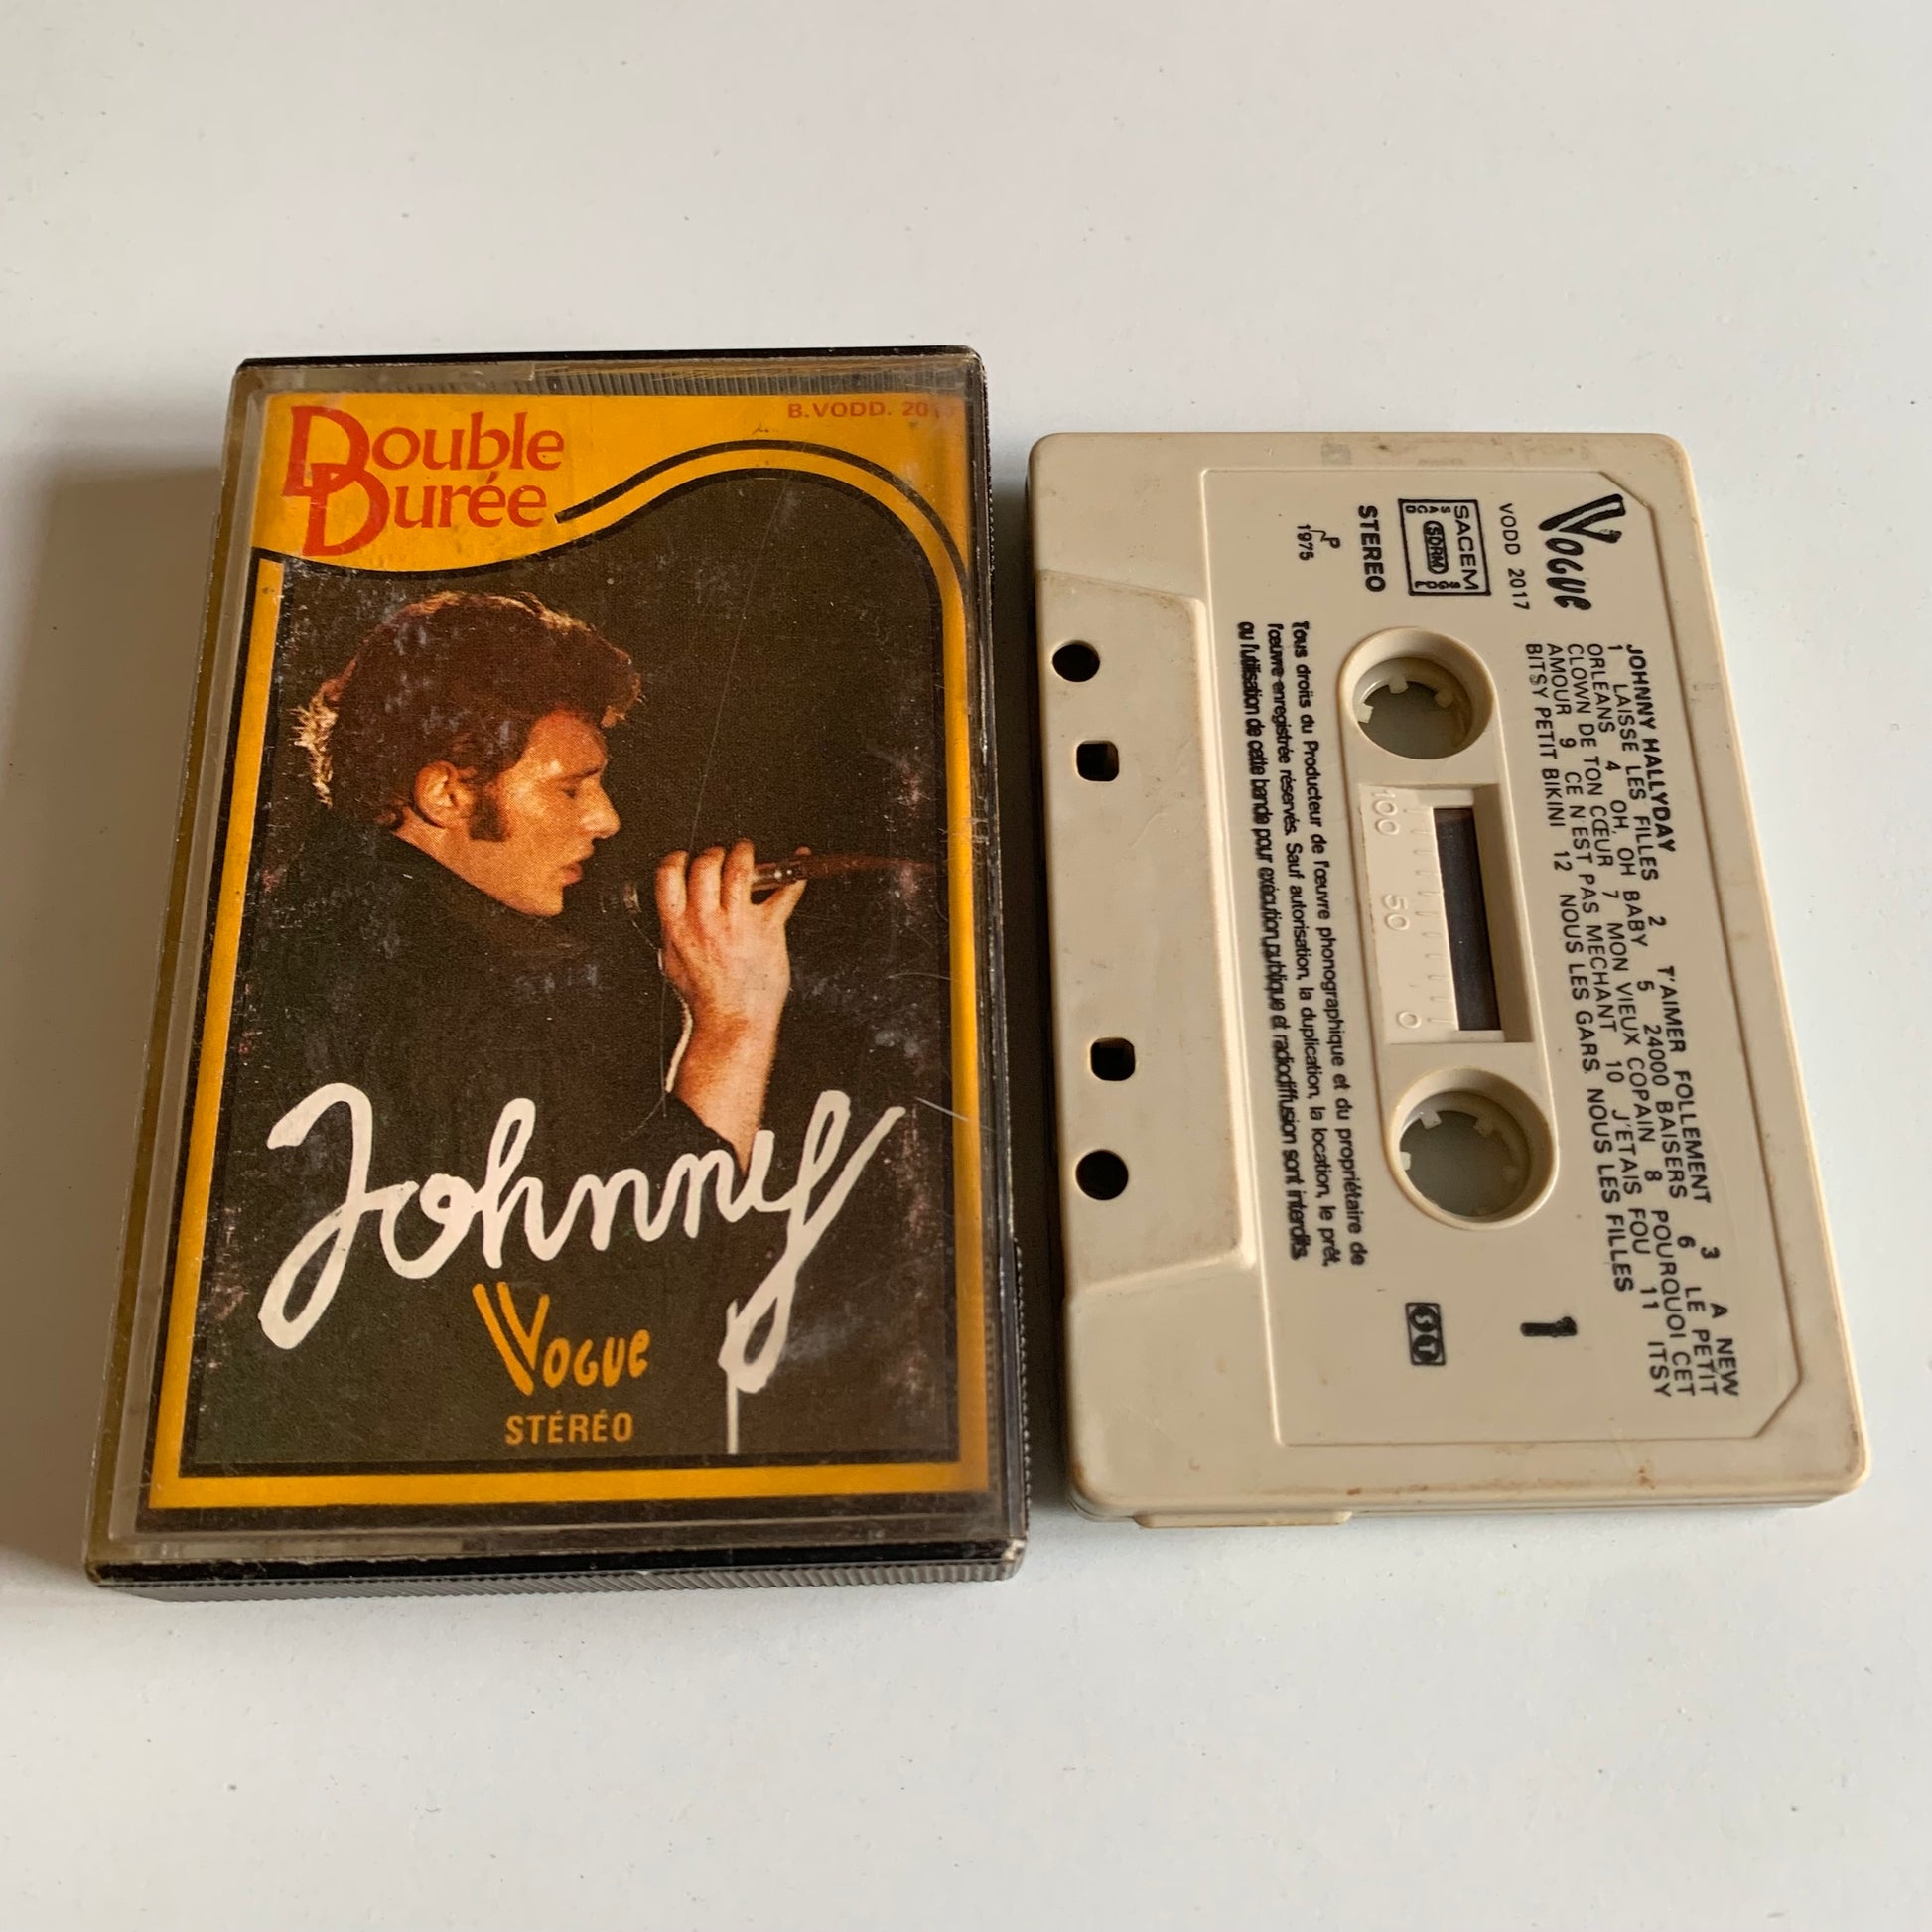 Double
Durée
B.VODD. 201
Johnny
VOGUE
STÉRÉO
VOGUE
VODD 2017
SACEM
SDRM
STEREO
P
1975
JOHNNY HALLYDAY
1 LAISSE LES FILLES 2 T'AIMER FOLLEMENT 3 A NEW
ORLEANS 4 OH, OH BABY 5 24000 BAISERS 6 LE PETIT
CLOWN DE TON CŒUR 7 MON VIEUX COPAIN 8 POURQUOI CET
AMOUR 9 CE N'EST PAS MECHANT 10 J'ETAIS FOU 11 ITSY
BITSY PETIT BIKINI 12 NOUS LES GARS NOUS LES FILLES
100 50 0
Tous droits du Producteur de l'œuvre phonographique et du propriétaire de
l'œuvre enregistrée réservés. Sauf autorisation, la duplication, la location, le prêt,
ou l'utilisation de cette bande pour exécution publique et radiodiffusion sont interdits.
1
ST